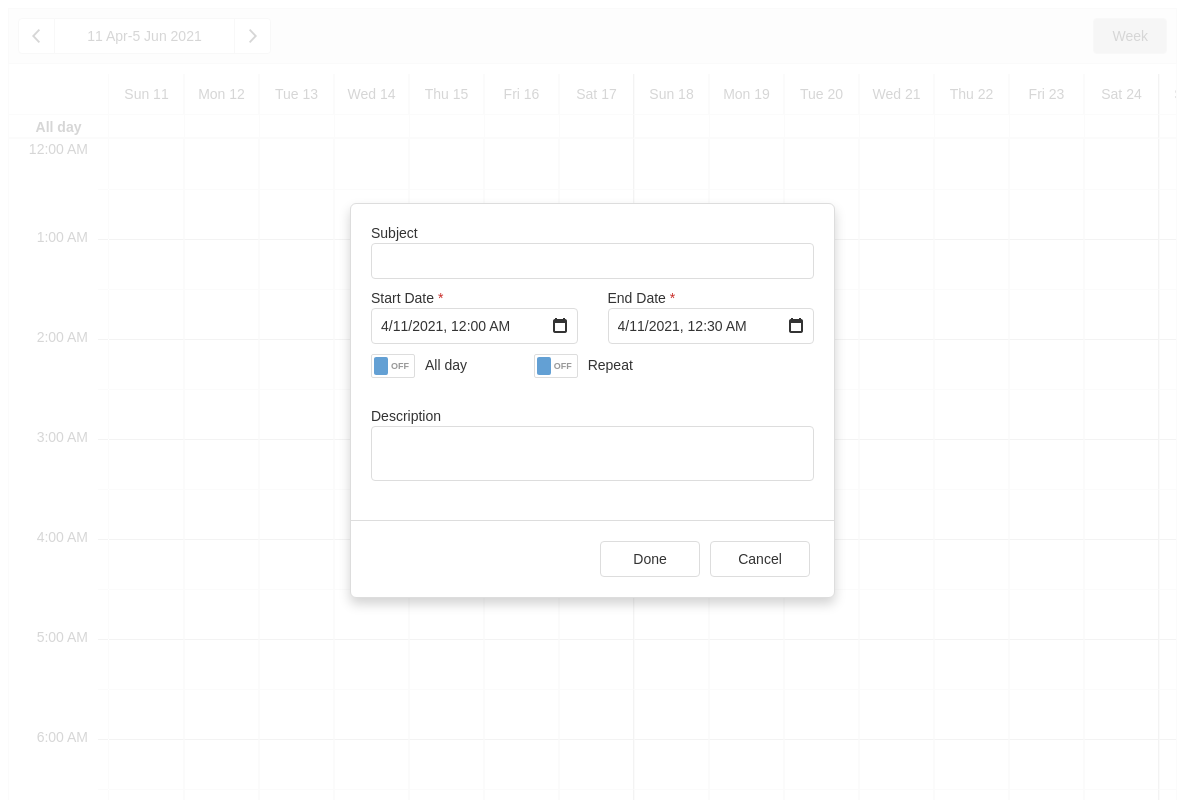 11 Apr-5 Jun 2021
Week
Sun 11 Mon 12 Tue 13 Wed 14 Thu 15 Fri 16 Sat 17 Sun 18 Mon 19 Tue 20 Wed 21 Thu 22 Fri 23 Sat 24
All day
12:00 AM
1:00 AM
2:00 AM
3:00 AM
4:00 AM
5:00 AM
6:00 AM
Subject
Start Date * End Date *
4/11/2021, 12:00 AM 4/11/2021, 12:30 AM
OFF All day OFF Repeat
Description
Done Cancel